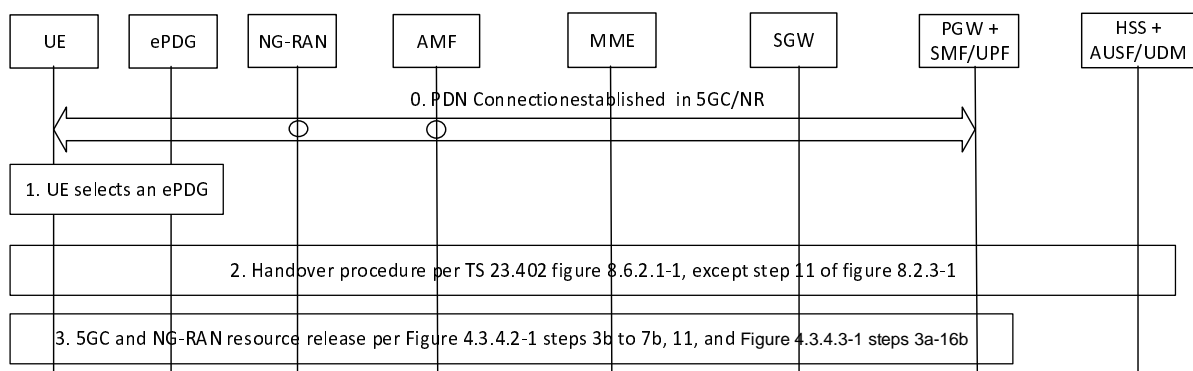 UE
ePDG
NG-RAN
AMF
MME
SGW
PGW +
SMF/UPF
HSS +
AUSF/UDM
0. PDN Connectionestablished in 5GC/NR
1. UE selects an ePDG
2. Handover procedure per TS 23.402 figure 8.6.2.1-1, except step 11 of figure 8.2.3-1
3. 5GC and NG-RAN resource release per Figure 4.3.4.2-1 steps 3b to 7b, 11, and Figure 4.3.4.3-1 steps 3a-16b